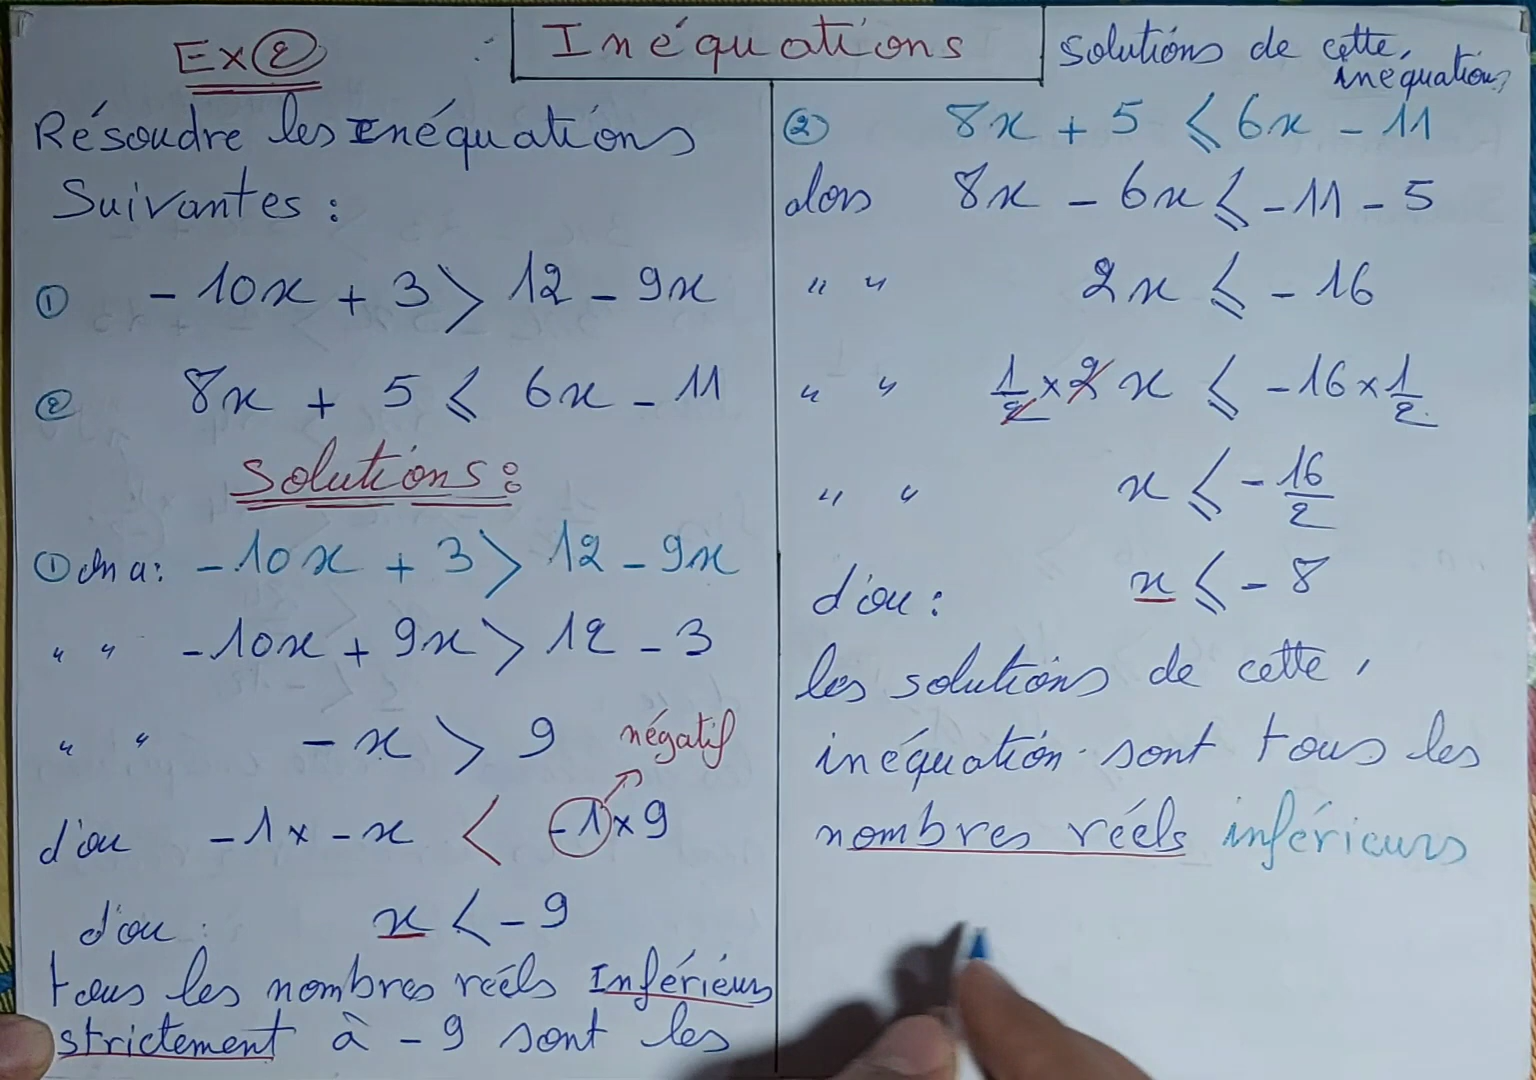 Ex②
: Inéquations
Résoudre les Inéquations
Suivantes :
① - 10x + 3 > 12 - 9x
② 8x + 5 ⩽ 6x - 11
Solutions :
① On a : - 10x + 3 > 12 - 9x
" " - 10x + 9x > 12 - 3
" " - x > 9 négatif
d'où - 1 x - x < - 1 x 9
d'où : x < - 9
tous les nombres réels Inférieurs
strictement à - 9 sont les
solutions de cette
inéquation
② 8x + 5 ⩽ 6x - 11
alors 8x - 6x ⩽ - 11 - 5
" " 2x ⩽ - 16
" " 1/2 x 2 x ⩽ - 16 x 1/2
" " x ⩽ - 16/2
d'où : x ⩽ - 8
les solutions de cette
inéquation sont tous les
nombres réels inférieurs